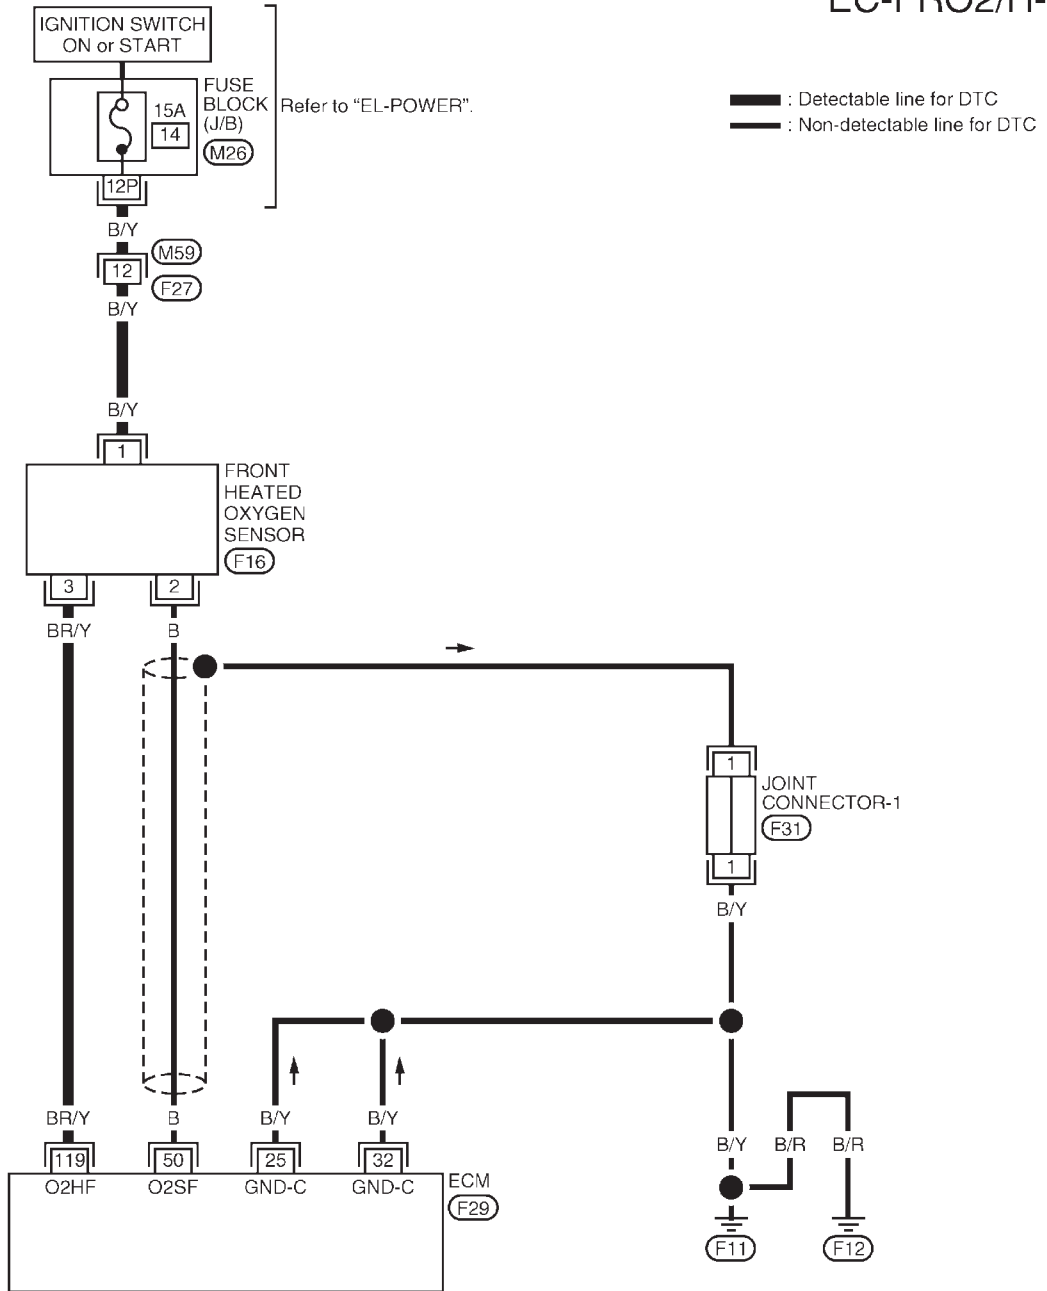 IGNITION SWITCH
ON or START
FUSE
BLOCK
(J/B)
M26
15A
14
Refer to “EL-POWER”.
: Detectable line for DTC
: Non-detectable line for DTC
12P
B/Y
M59
12
F27
B/Y
B/Y
1
FRONT
HEATED
OXYGEN
SENSOR
F16
3
2
BR/Y
B
1
JOINT
CONNECTOR-1
F31
1
B/Y
BR/Y
B
B/Y
B/Y
B/Y
B/R
B/R
119
50
25
32
O2HF
O2SF
GND-C
GND-C
ECM
F29
F11
F12